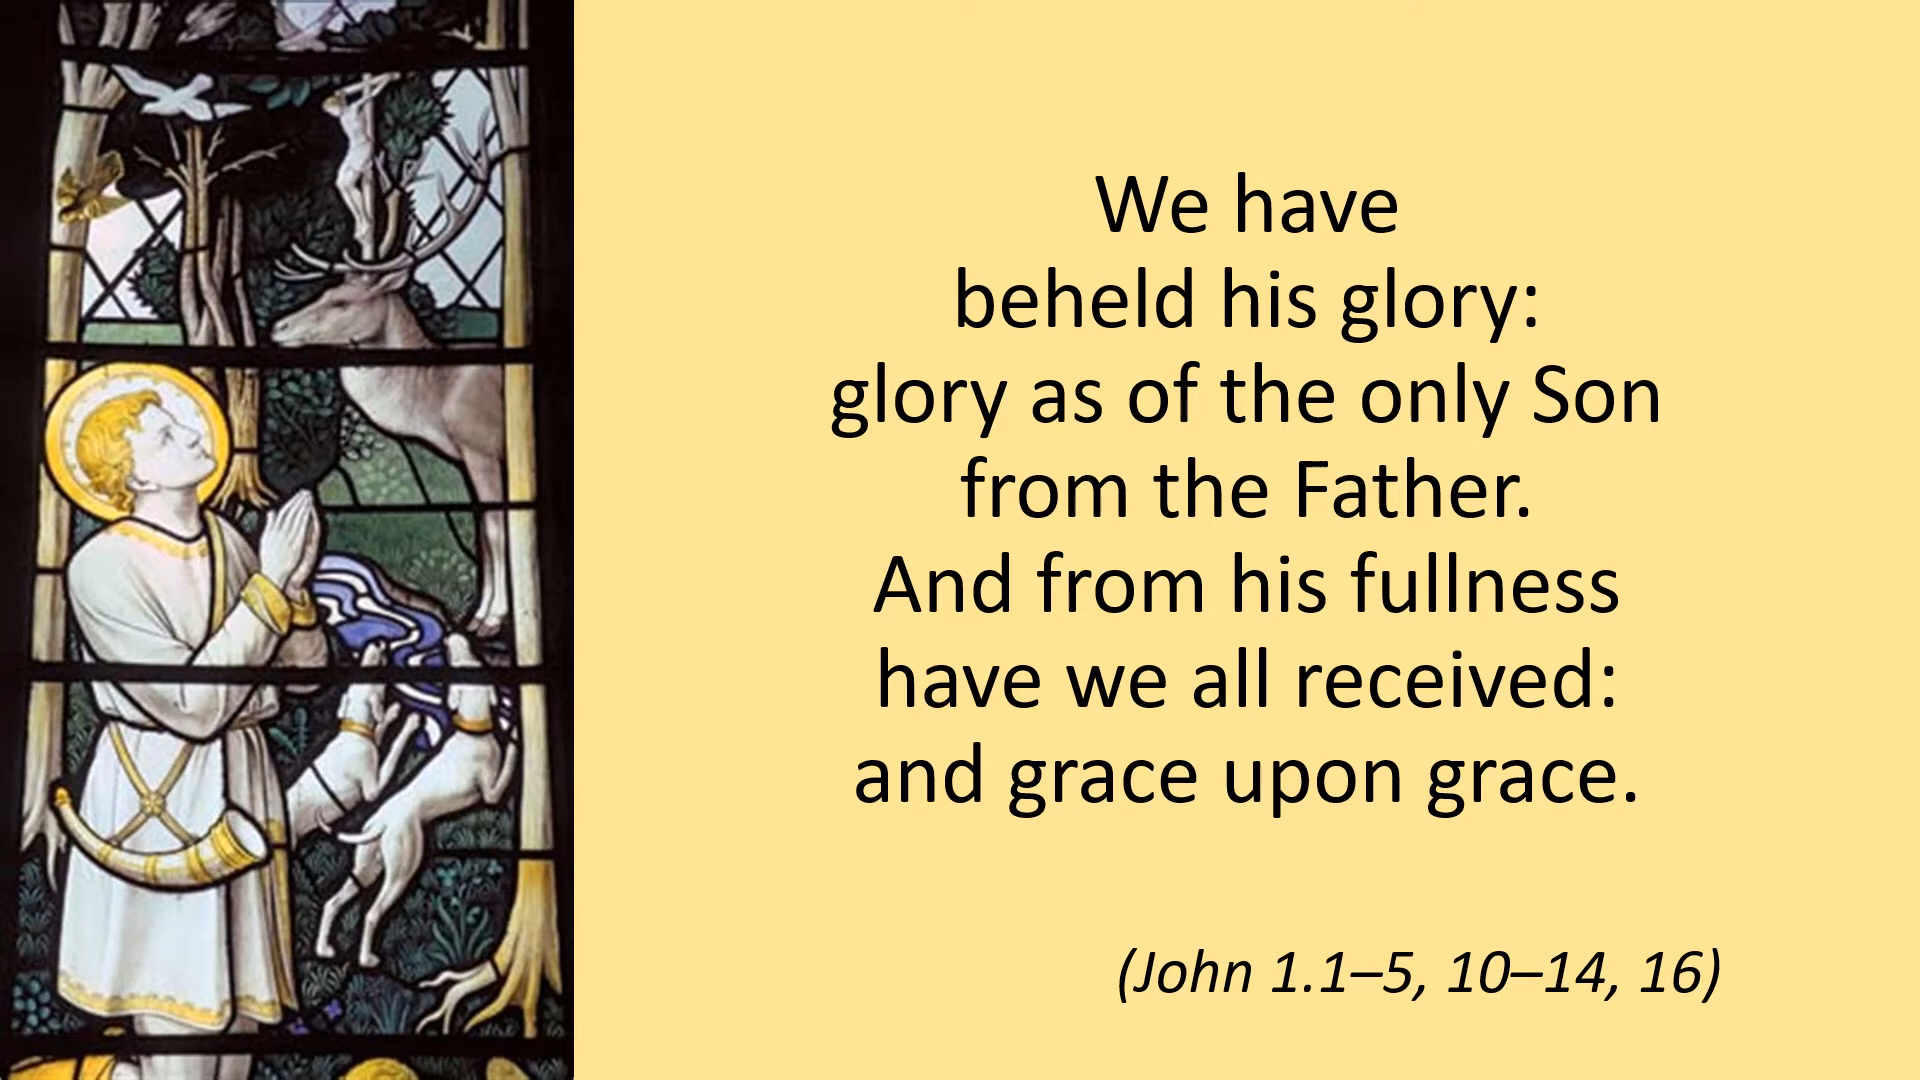 We have
beheld his glory:
glory as of the only Son
from the Father.
And from his fullness
have we all received:
and grace upon grace.
(John 1.1–5, 10–14, 16)